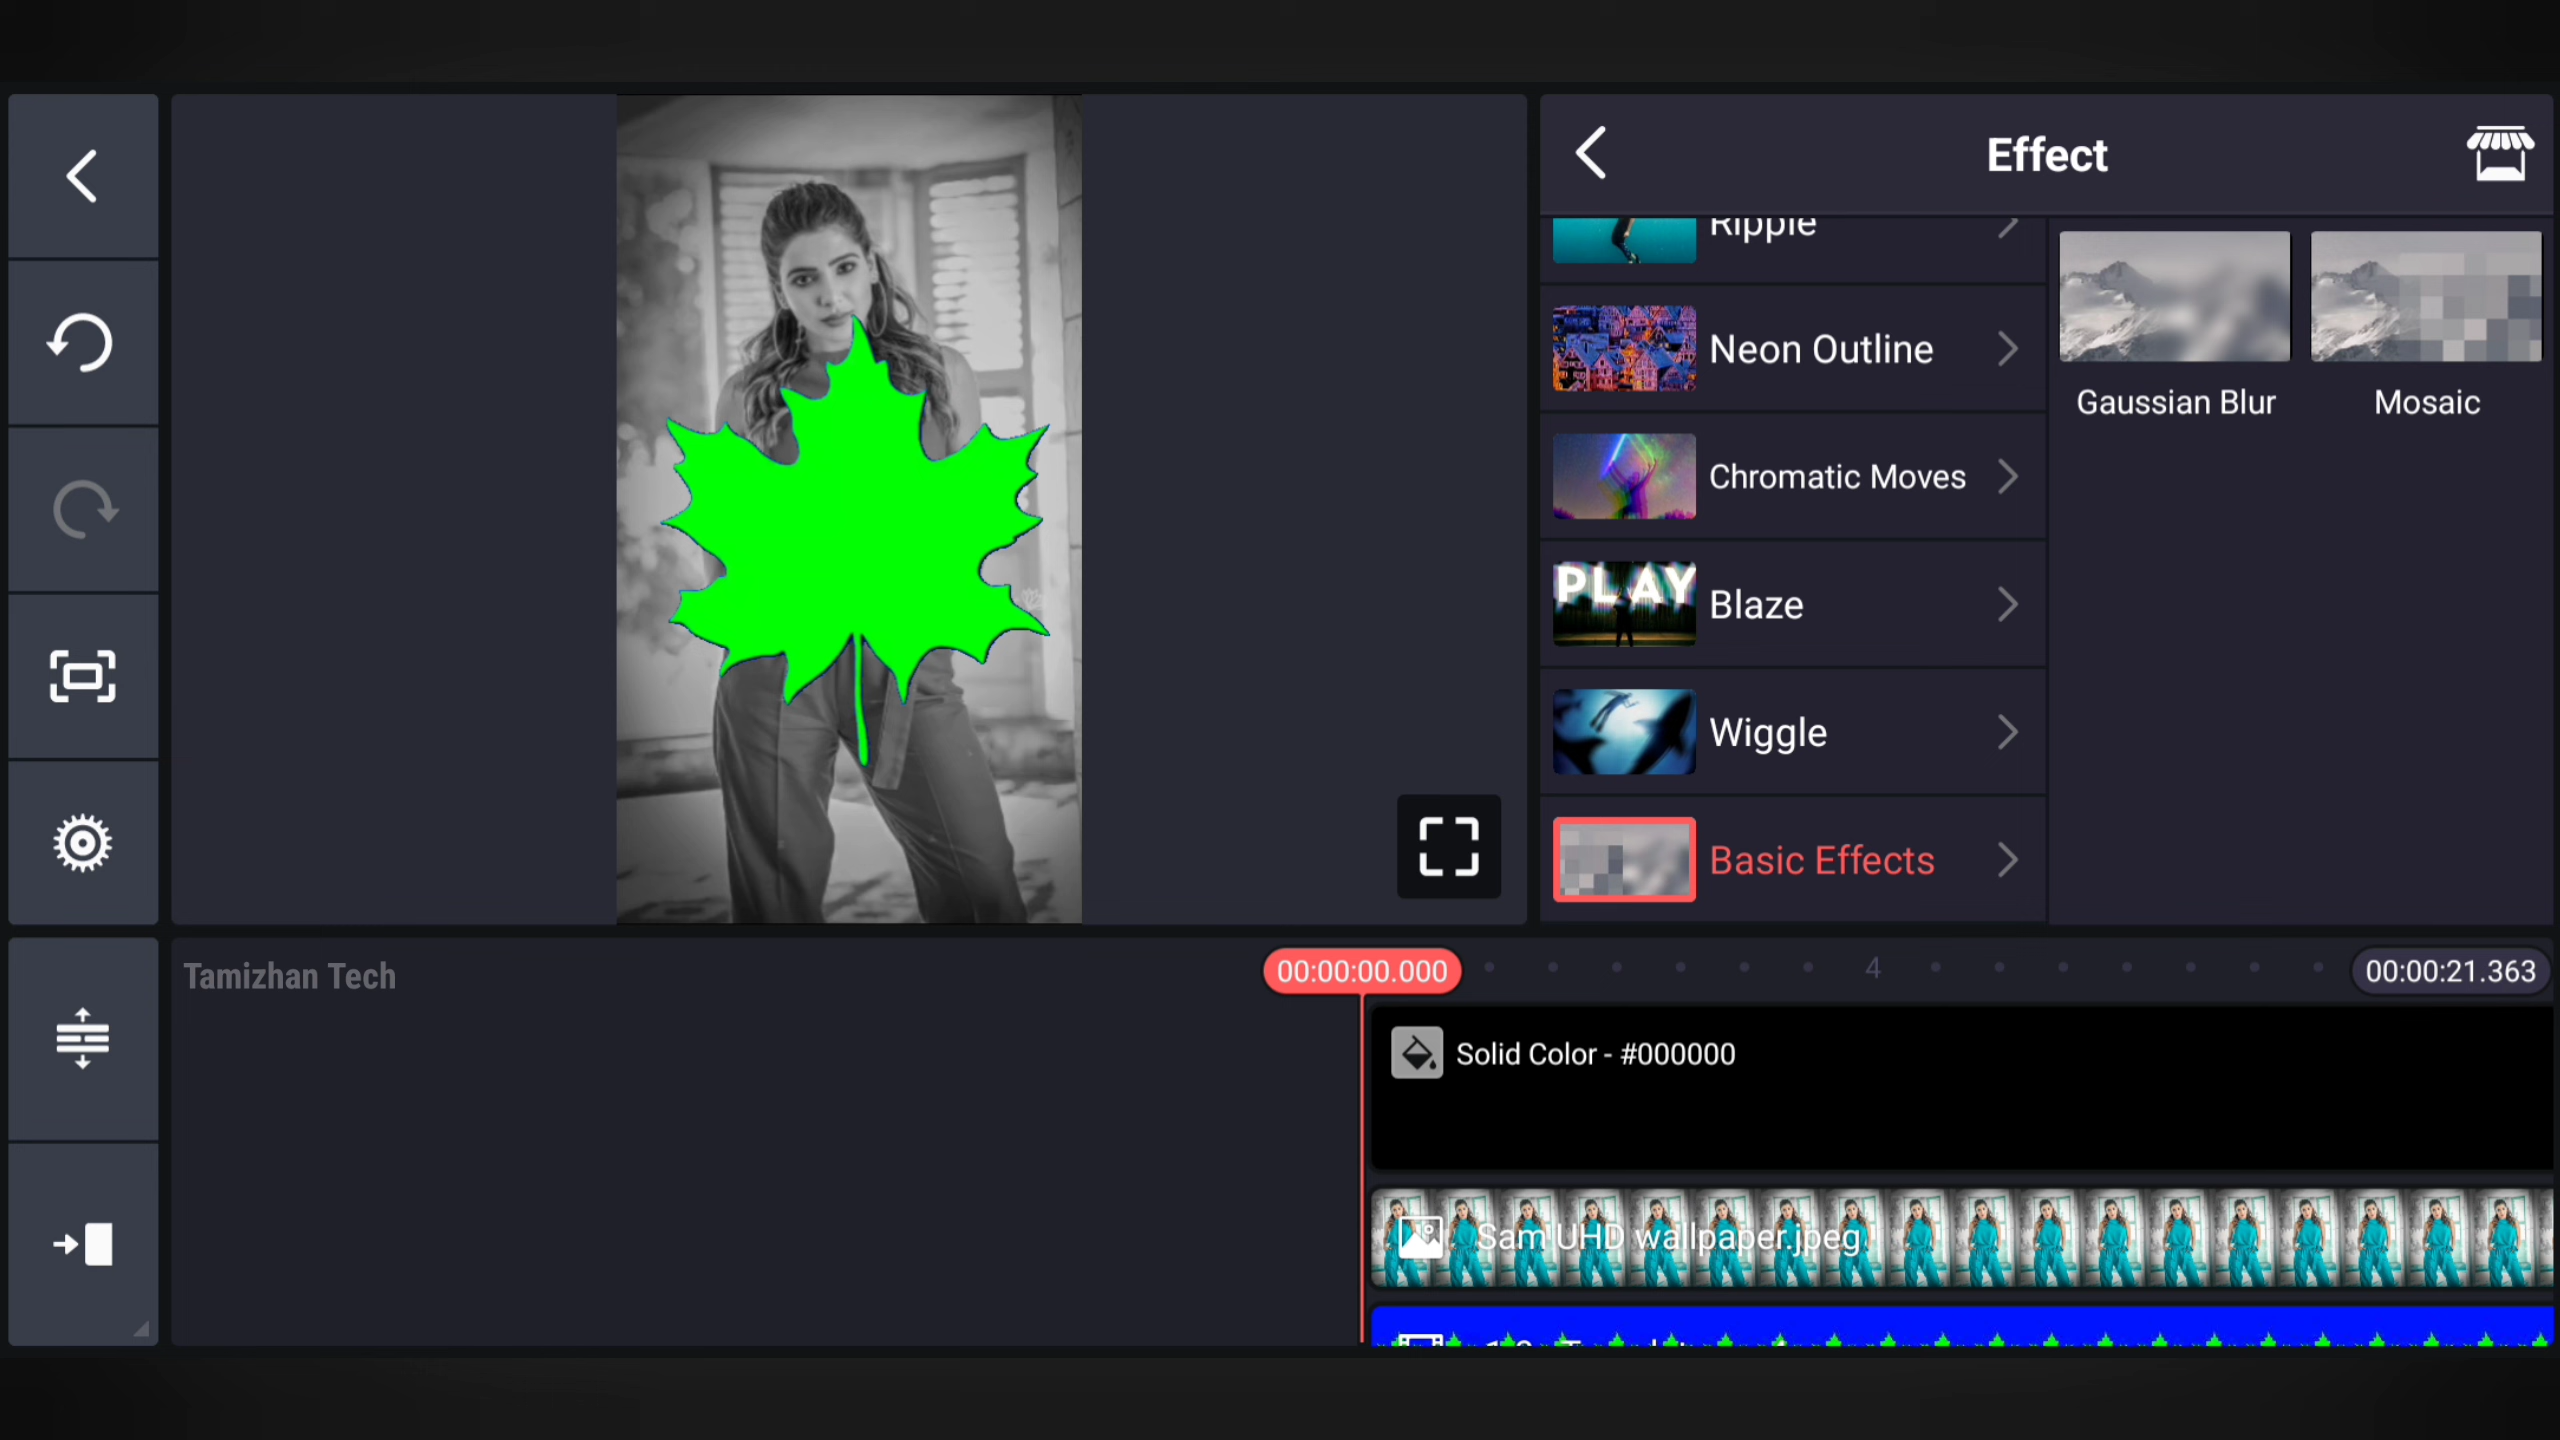 Effect
Ripple
Neon Outline
Chromatic Moves
PLAY
Blaze
Wiggle
Basic Effects
Gaussian Blur
Mosaic
Tamizhan Tech
00:00:00.000
4
00:00:21.363
Solid Color - #000000
Sam UHD wallpaper.jpeg